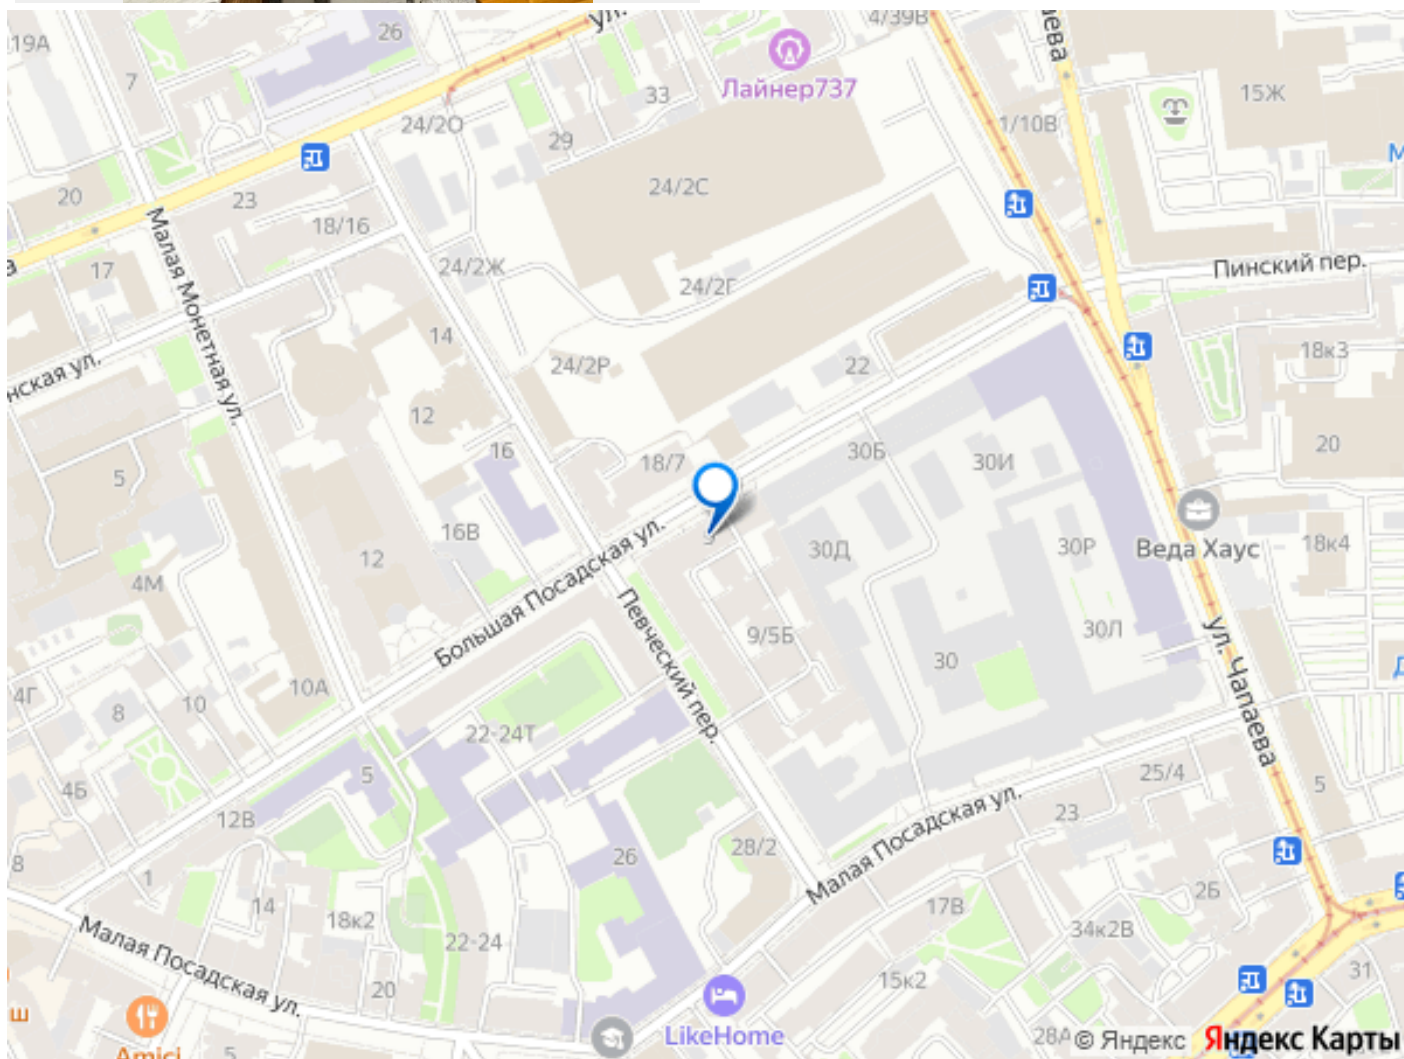 119А
26
ул.
4/39В
7
Лайнер737
15Ж
33
24/2О
29
1/10В
20
23
24/2С
18/16
17
24/2Ж
24/2Г
Пинский пер.
Малая Монетная ул.
14
24/2Р
22
18к3
нская ул.
12
5
16
18/7
30Б
30И
20
16В
Большая Посадская ул.
30Д
30Р
Веда Хаус
18к4
12
4М
Певческий пер.
9/5Б
30Л
ул. Чапаева
30
4Г
8
10
10А
22-24Т
4Б
5
12В
25/4
5
23
Малая Посадская ул.
8
1
14
18к2
26
28/2
2Б
17В
34к2В
Малая Посадская ул.
22-24
20
15к2
31
ш
LikeHome
28А
Amici
5
© Яндекс Яндекс Карты